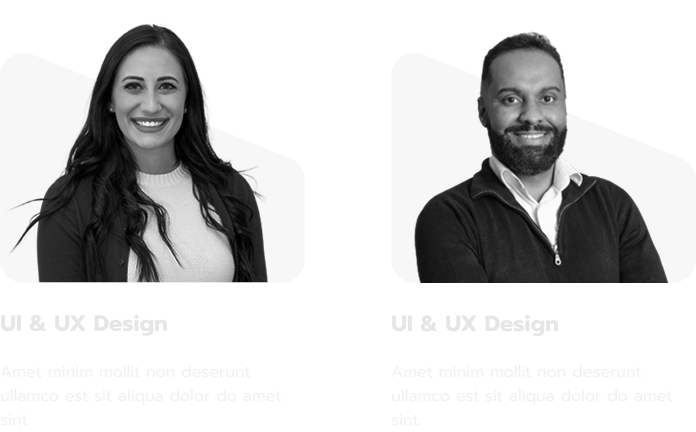 UI & UX Design
Amet minim mollit non deserunt
ullamco est sit aliqua dolor do amet
sint.
UI & UX Design
Amet minim mollit non deserunt
ullamco est sit aliqua dolor do amet
sint.